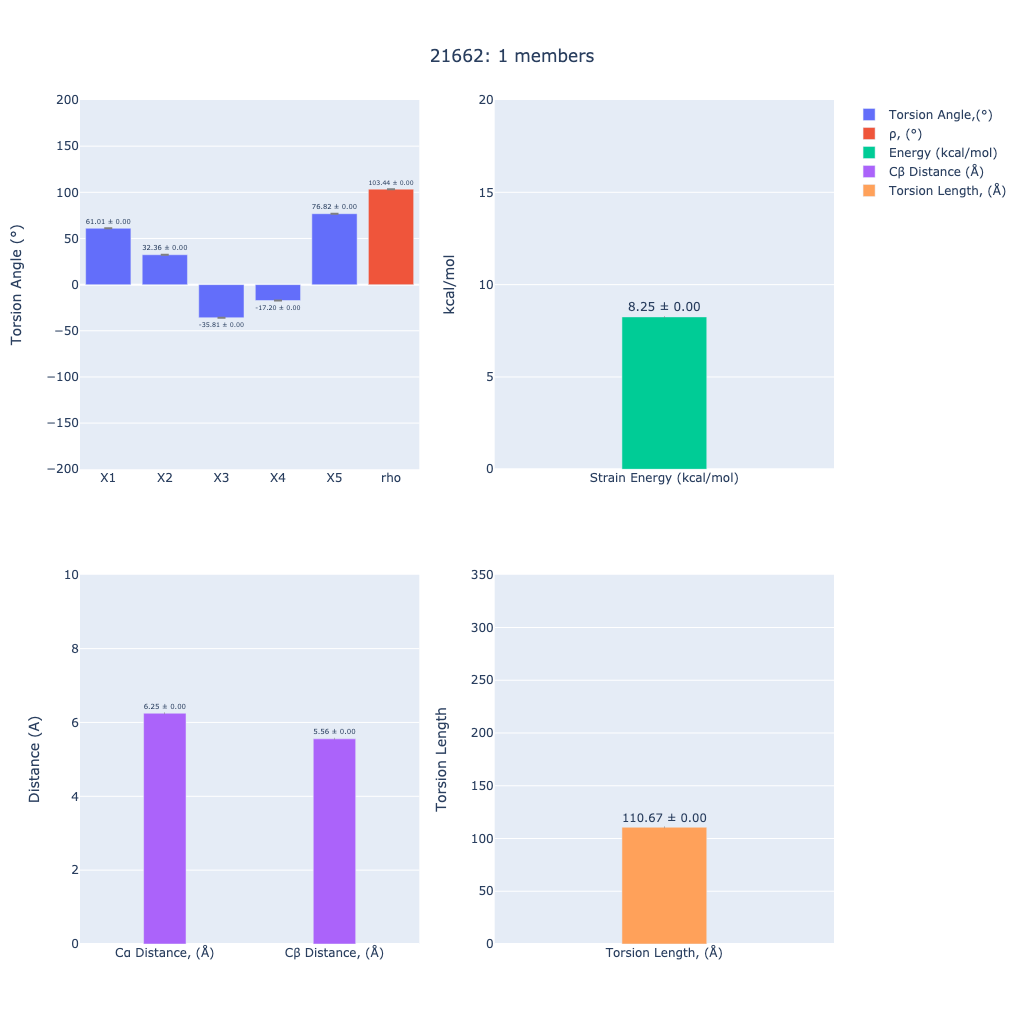 21662: 1 members
Torsion Angle (°)
200
150
100
50
0
−50
−100
−150
−200
61.01 ± 0.00
32.36 ± 0.00
-35.81 ± 0.00
-17.20 ± 0.00
76.82 ± 0.00
103.44 ± 0.00
X1 X2 X3 X4 X5 rho
kcal/mol
20
15
10
5
0
8.25 ± 0.00
Strain Energy (kcal/mol)
Torsion Angle,(°)
ρ, (°)
Energy (kcal/mol)
Cβ Distance (Å)
Torsion Length, (Å)
Distance (A)
10
8
6
4
2
0
6.25 ± 0.00
5.56 ± 0.00
Cα Distance, (Å) Cβ Distance, (Å)
Torsion Length
350
300
250
200
150
100
50
0
110.67 ± 0.00
Torsion Length, (Å)